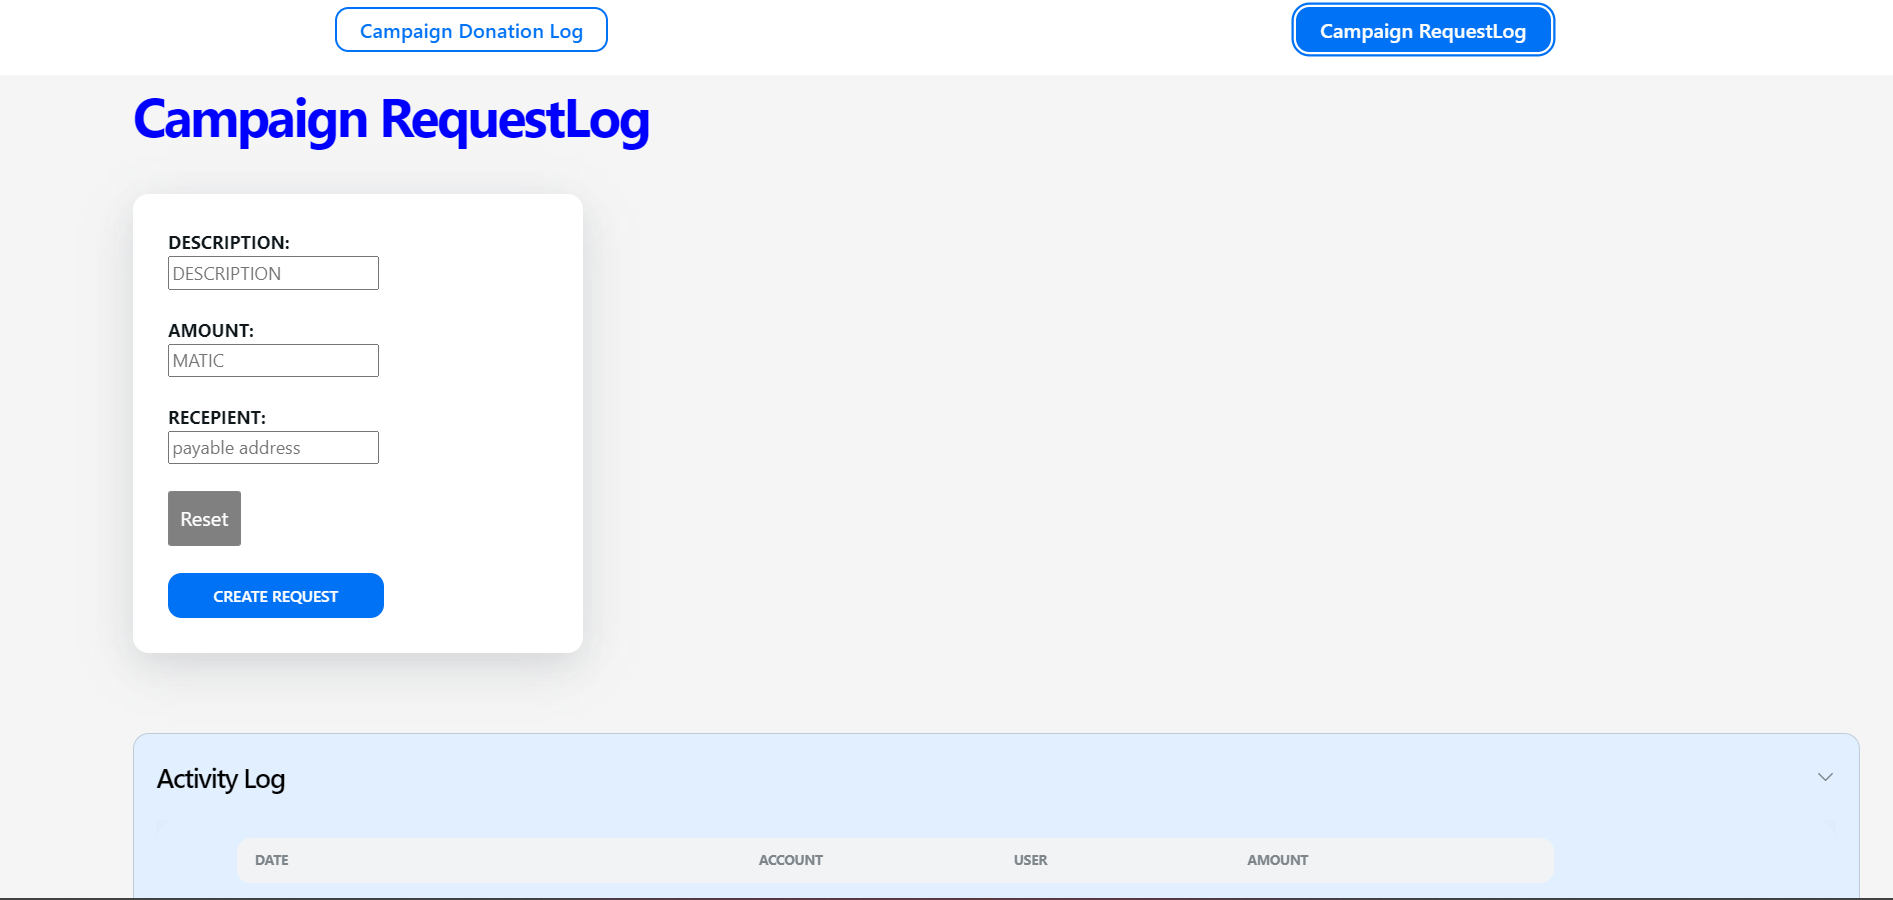 Campaign Donation Log
Campaign RequestLog
Campaign RequestLog
DESCRIPTION:
DESCRIPTION
AMOUNT:
MATIC
RECEPIENT:
payable address
Reset
CREATE REQUEST
Activity Log
DATE ACCOUNT USER AMOUNT